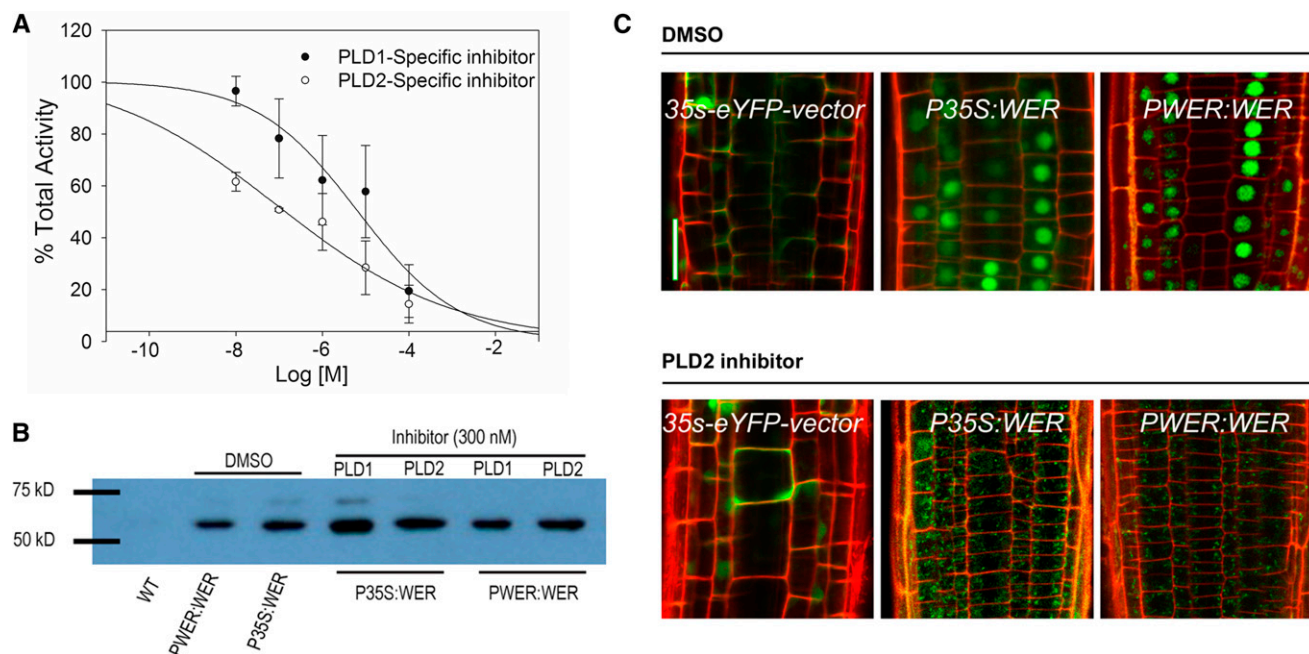 A
120
100
80
60
40
20
0
% Total Activity
PLD1-Specific inhibitor
PLD2-Specific inhibitor
-10 -8 -6 -4 -2
Log [M]
B
Inhibitor (300 nM)
DMSO PLD1 PLD2 PLD1 PLD2
75 kD
50 kD
WT
PWER:WER
P35S:WER
P35S:WER PWER:WER
C
DMSO
35s-eYFP-vector P35S:WER PWER:WER
PLD2 inhibitor
35s-eYFP-vector P35S:WER PWER:WER